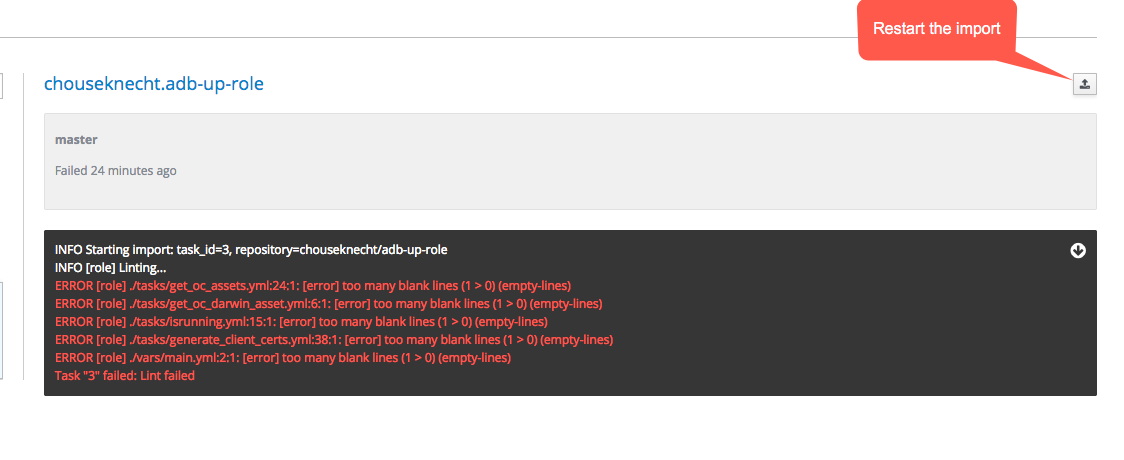 Restart the import
chouseknecht.adb-up-role
master
Failed 24 minutes ago
INFO Starting import: task_id=3, repository=chouseknecht/adb-up-role
INFO [role] Linting...
ERROR [role] ./tasks/get_oc_assets.yml:24:1: [error] too many blank lines (1 > 0) (empty-lines)
ERROR [role] ./tasks/get_oc_darwin_asset.yml:6:1: [error] too many blank lines (1 > 0) (empty-lines)
ERROR [role] ./tasks/isrunning.yml:15:1: [error] too many blank lines (1 > 0) (empty-lines)
ERROR [role] ./tasks/generate_client_certs.yml:38:1: [error] too many blank lines (1 > 0) (empty-lines)
ERROR [role] ./vars/main.yml:2:1: [error] too many blank lines (1 > 0) (empty-lines)
Task "3" failed: Lint failed